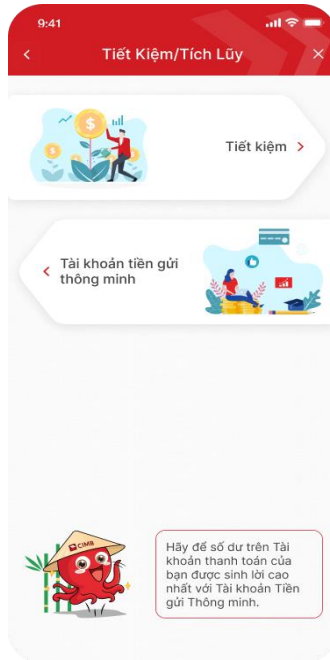 9:41
Tiết Kiệm/Tích Lũy
Tiết kiệm
Tài khoản tiền gửi
thông minh
CIMB
Hãy để số dư trên Tài
khoản thanh toán của
bạn được sinh lời cao
nhất với Tài khoản Tiền
gửi Thông minh.